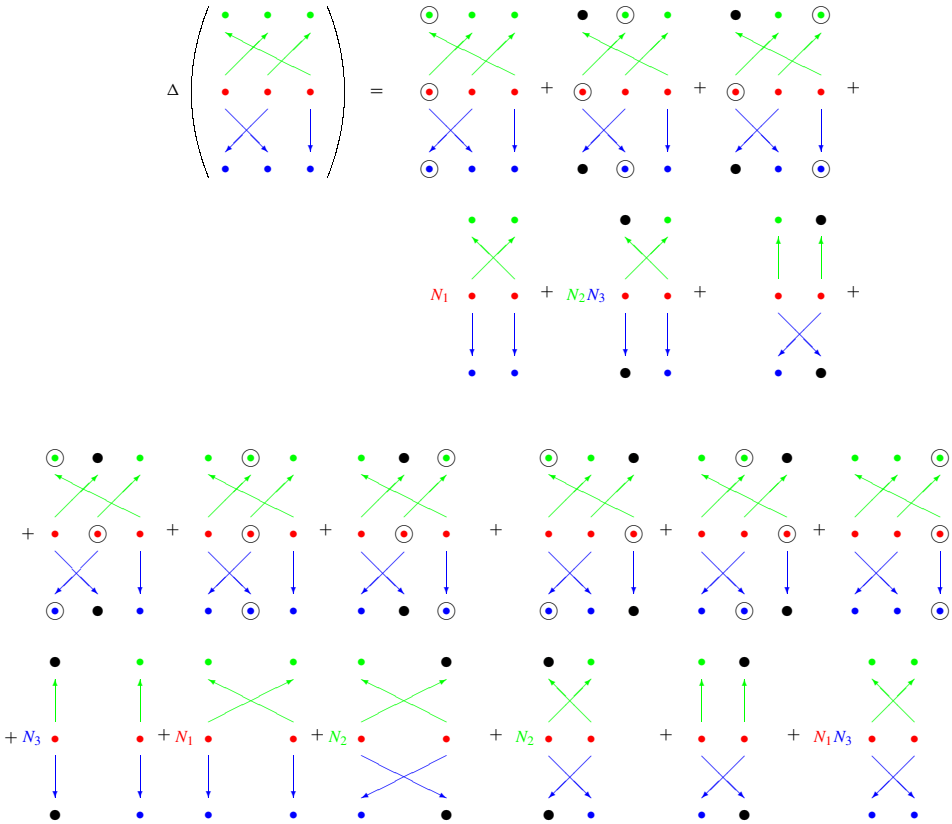 Δ ( ) = + + +
N₁ + N₂N₃ + +
+ + + + + +
+ N₃ + N₁ + N₂ + N₂ + + N₁N₃